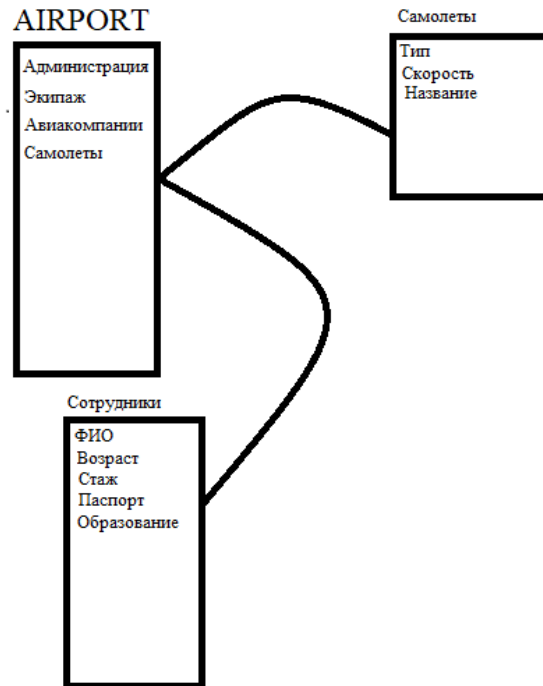 AIRPORT
Администрация
Экипаж
Авиакомпании
Самолеты
Самолеты
Тип
Скорость
Название
Сотрудники
ФИО
Возраст
Стаж
Паспорт
Образование